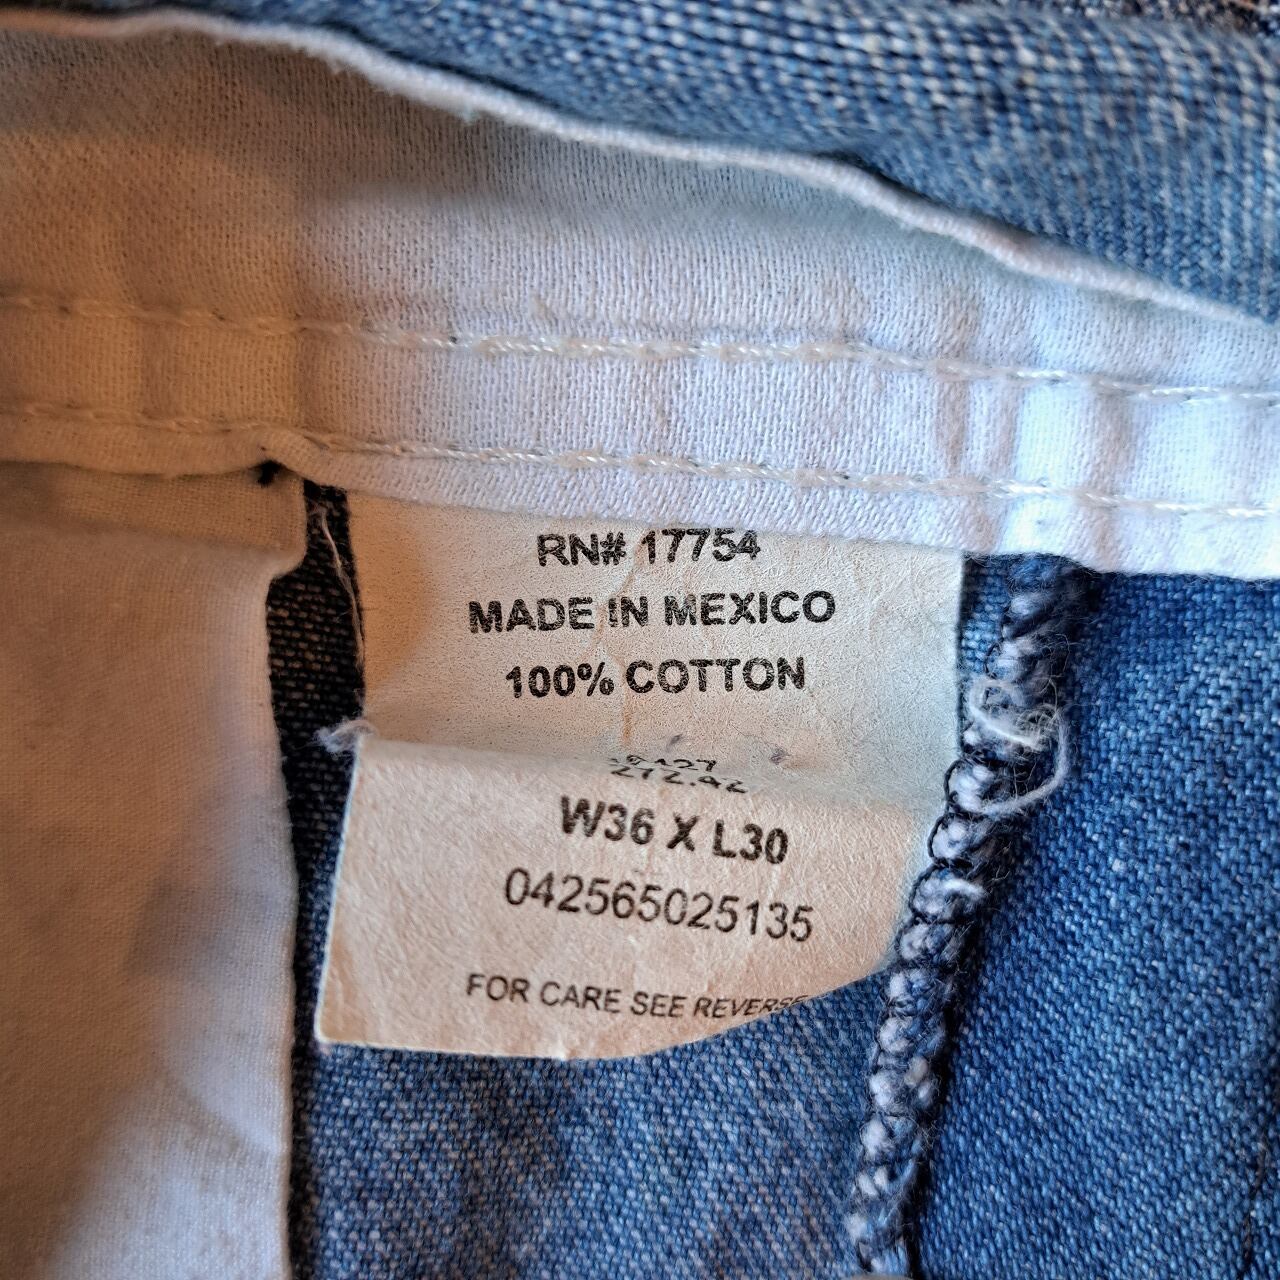 RN# 17754
MADE IN MEXICO
100% COTTON
W36 X L30
042565025135
FOR CARE SEE REVERSE